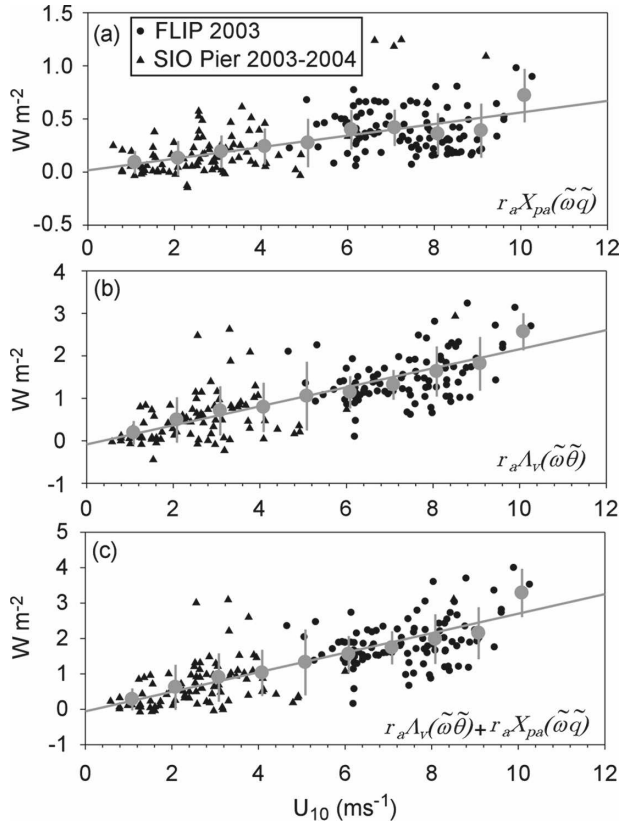 (a)
● FLIP 2003
▲ SIO Pier 2003-2004
W m-2
1.5
1.0
0.5
0.0
-0.5
raXpa(ω̃q̃)
0 2 4 6 8 10 12
(b)
W m-2
4
3
2
1
0
-1
raΛv(ω̃θ̃)
0 2 4 6 8 10 12
(c)
W m-2
5
4
3
2
1
0
-1
raΛv(ω̃θ̃)+raXpa(ω̃q̃)
0 2 4 6 8 10 12
U10 (ms-1)